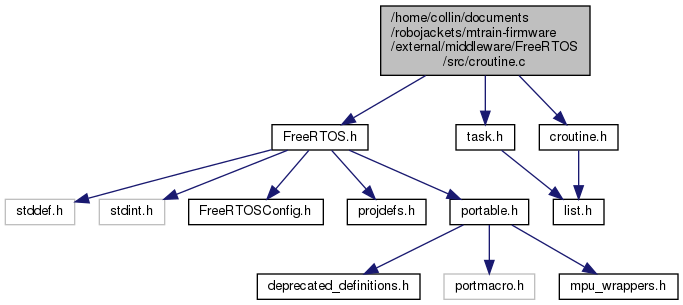 /home/collin/documents
/robojackets/mtrain-firmware
/external/middleware/FreeRTOS
/src/croutine.c
FreeRTOS.h
task.h
croutine.h
stddef.h
stdint.h
FreeRTOSConfig.h
projdefs.h
portable.h
list.h
deprecated_definitions.h
portmacro.h
mpu_wrappers.h